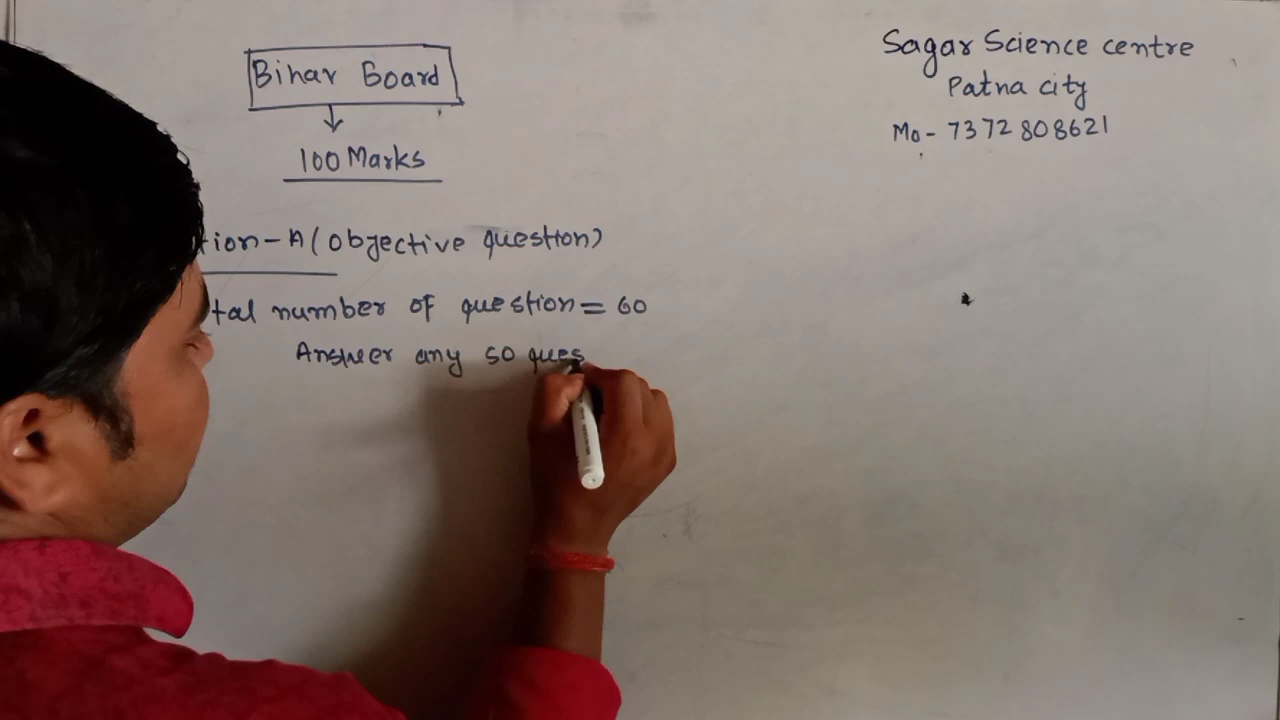 Bihar Board
100 Marks
Sagar Science centre
Patna city
Mo - 7372808621
tion - A (Objective question)
tal number of question = 60
Answer any 50 ques